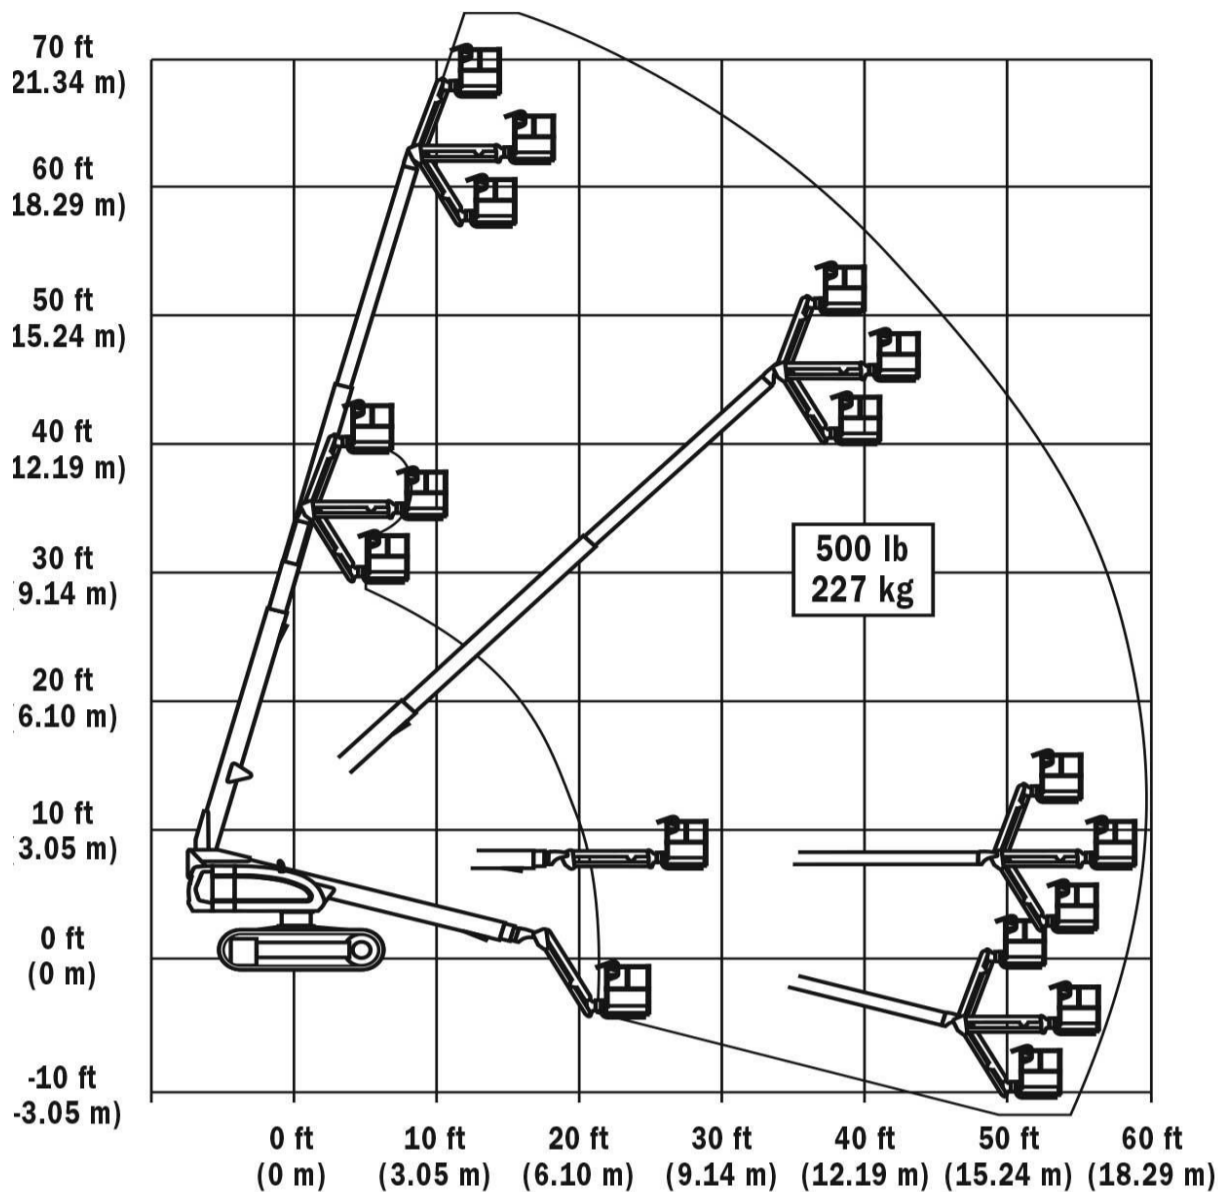 70 ft
21.34 m)
60 ft
18.29 m)
50 ft
15.24 m)
40 ft
12.19 m)
30 ft
9.14 m)
20 ft
6.10 m)
10 ft
3.05 m)
0 ft
(0 m)
-10 ft
-3.05 m)
500 lb
227 kg
0 ft 10 ft 20 ft 30 ft 40 ft 50 ft 60 ft
(0 m) (3.05 m) (6.10 m) (9.14 m) (12.19 m) (15.24 m) (18.29 m)